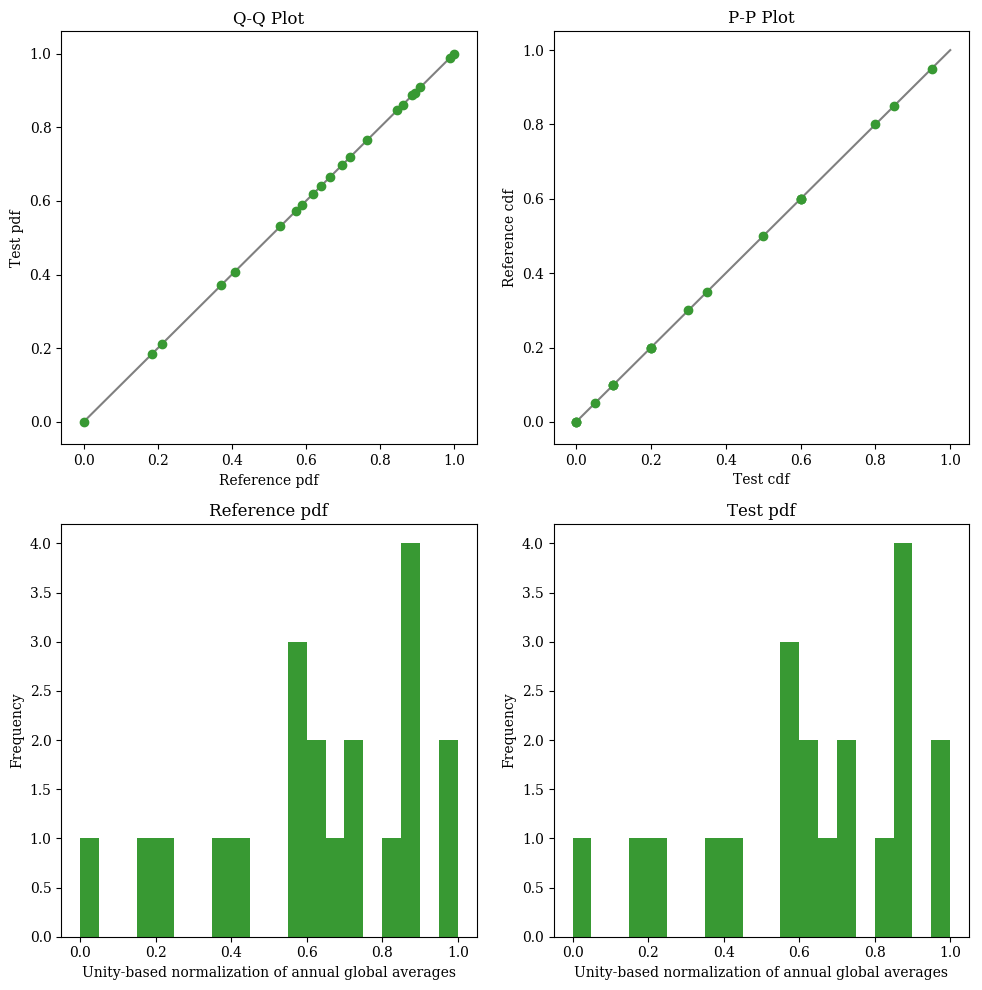 Q-Q Plot
1.0
0.8
0.6
0.4
0.2
0.0
Test pdf
0.0 0.2 0.4 0.6 0.8 1.0
Reference pdf
P-P Plot
1.0
0.8
0.6
0.4
0.2
0.0
Reference cdf
0.0 0.2 0.4 0.6 0.8 1.0
Test cdf
Reference pdf
4.0
3.5
3.0
2.5
2.0
1.5
1.0
0.5
0.0
Frequency
0.0 0.2 0.4 0.6 0.8 1.0
Unity-based normalization of annual global averages
Test pdf
4.0
3.5
3.0
2.5
2.0
1.5
1.0
0.5
0.0
Frequency
0.0 0.2 0.4 0.6 0.8 1.0
Unity-based normalization of annual global averages